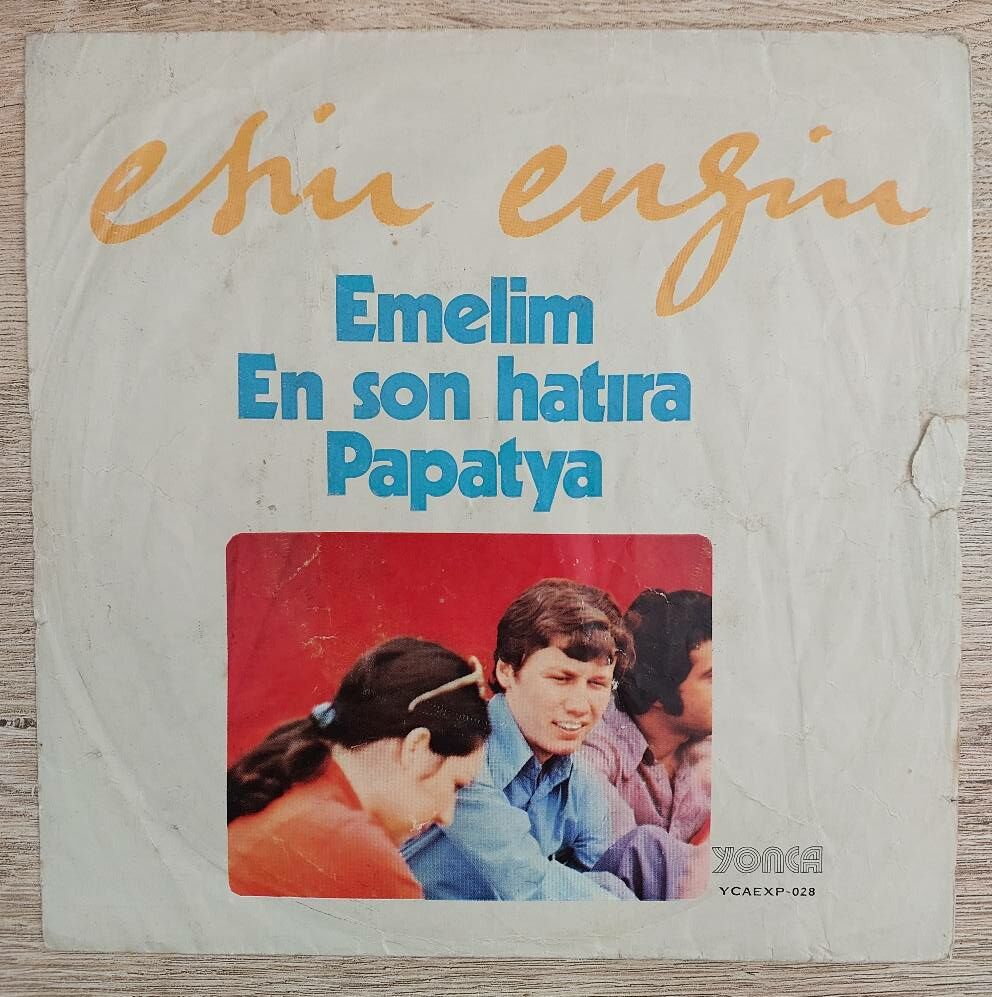 esin engin
Emelim
En son hatıra
Papatya
YONCA
YCAEXP-028